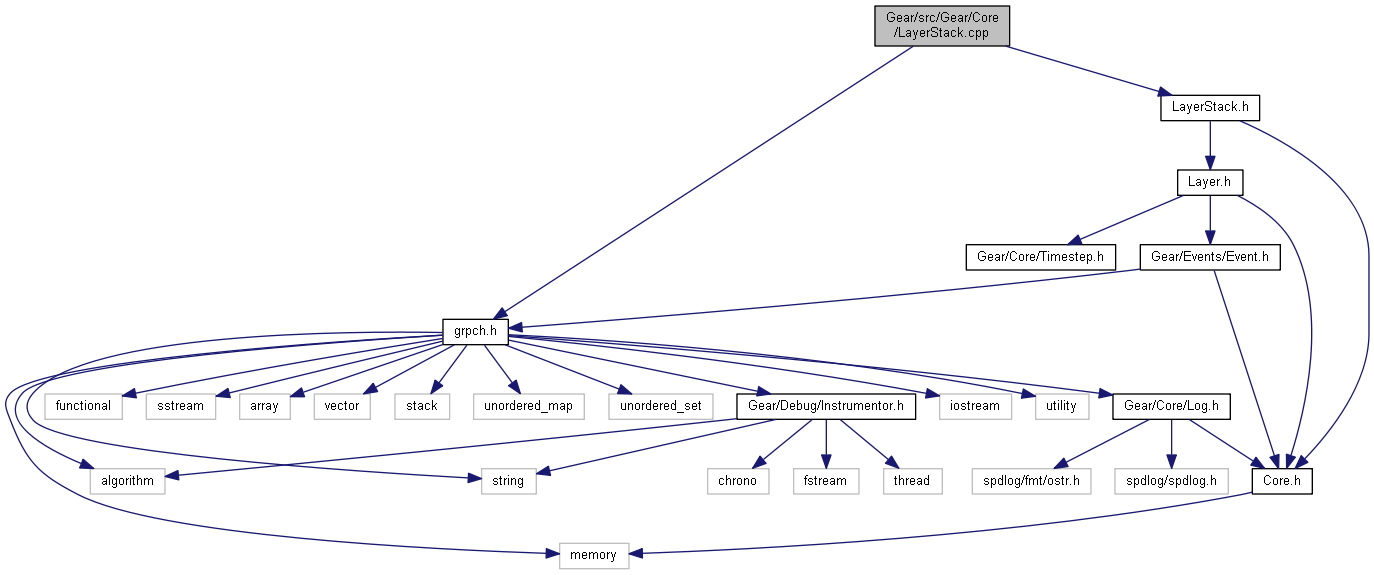 Gear/src/Gear/Core
/LayerStack.cpp
LayerStack.h
Layer.h
Gear/Core/Timestep.h
Gear/Events/Event.h
grpch.h
functional
sstream
array
vector
stack
unordered_map
unordered_set
Gear/Debug/Instrumentor.h
iostream
utility
Gear/Core/Log.h
algorithm
string
chrono
fstream
thread
spdlog/fmt/ostr.h
spdlog/spdlog.h
Core.h
memory